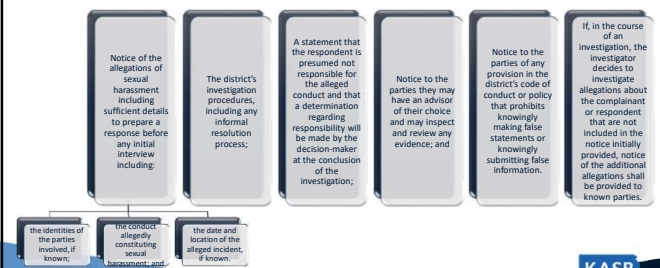 Notice of the
allegations of
sexual
harassment
including
sufficient details
to prepare a
response before
any initial
interview
including:
the identities of
the parties
involved, if
known;
the conduct
allegedly
constituting
sexual
harassment; and
the date and
location of the
alleged incident,
if known.
The district's
investigation
procedures,
including any
informal
resolution
process;
A statement that
the respondent is
presumed not
responsible for
the alleged
conduct and that
a determination
regarding
responsibility will
be made by the
decision-maker
at the conclusion
of the
investigation;
Notice to the
parties they may
have an advisor
of their choice
and may inspect
and review any
evidence; and
Notice to the
parties of any
provision in the
district's code of
conduct or policy
that prohibits
knowingly
making false
statements or
knowingly
submitting false
information.
If, in the course
of an
investigation, the
investigator
decides to
investigate
allegations about
the complainant
or respondent
that are not
included in the
notice initially
provided, notice
of the additional
allegations shall
be provided to
known parties.
KASB